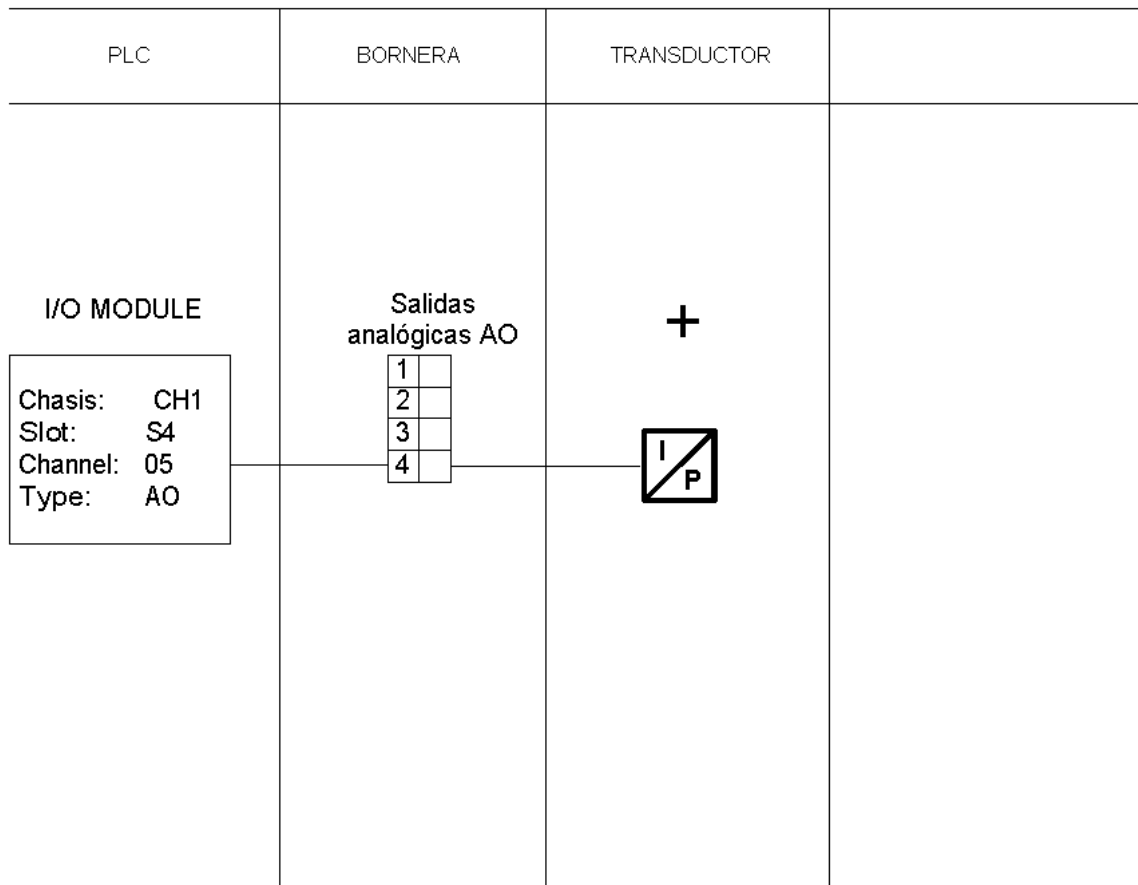 PLC
BORNERA
TRANSDUCTOR
I/O MODULE
Salidas
analógicas AO
+
1
2
3
4
Chasis: CH1
Slot: S4
Channel: 05
Type: AO
I
P